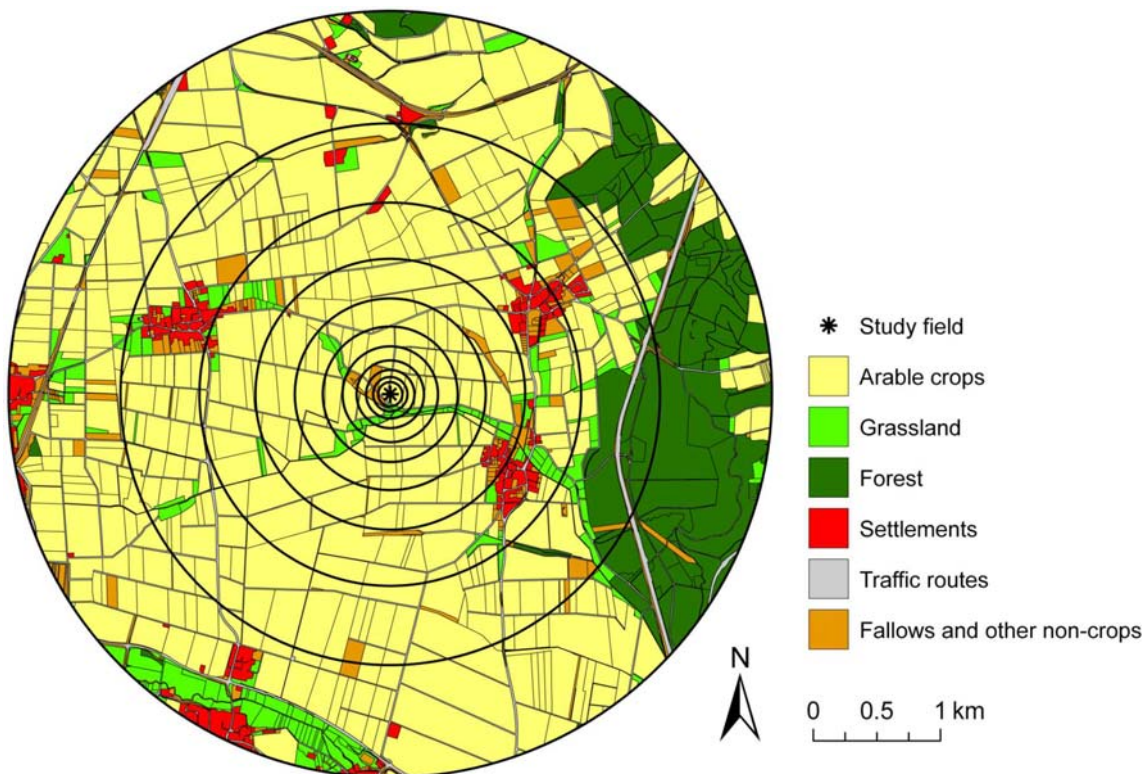 Study field
Arable crops
Grassland
Forest
Settlements
Traffic routes
Fallows and other non-crops
N
0 0.5 1 km